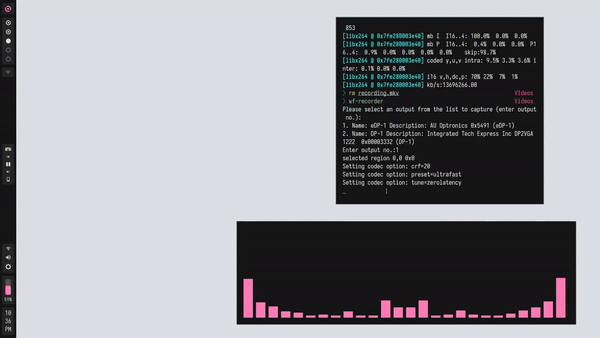 853
[libx264 @ 0x7fe280003e40] mb I  I16..4: 100.0%  0.0%  0.0%
[libx264 @ 0x7fe280003e40] mb P  I16..4:  0.4%  0.0%  0.0%  P1
6..4:  0.9%  0.0%  0.0%  0.0%  0.0%    skip:98.7%
[libx264 @ 0x7fe280003e40] coded y,u,v intra: 9.5% 3.3% 3.6% i
nter: 0.1% 0.0% 0.0%
[libx264 @ 0x7fe280003e40] i16 v,h,dc,p: 70% 22%  7%  1%
[libx264 @ 0x7fe280003e40] kb/s:13696266.00
> rm recording.mkv Videos
> wf-recorder Videos
Please select an output from the list to capture (enter output
no.):
1. Name: eDP-1 Description: AU Optronics 0x5491 (eDP-1)
2. Name: DP-1 Description: Integrated Tech Express Inc DP2VGA
1222  0x00003332 (DP-1)
Enter output no.:1
selected region 0,0 0x0
Setting codec option: crf=20
Setting codec option: preset=ultrafast
Setting codec option: tune=zerolatency
10
36
PM